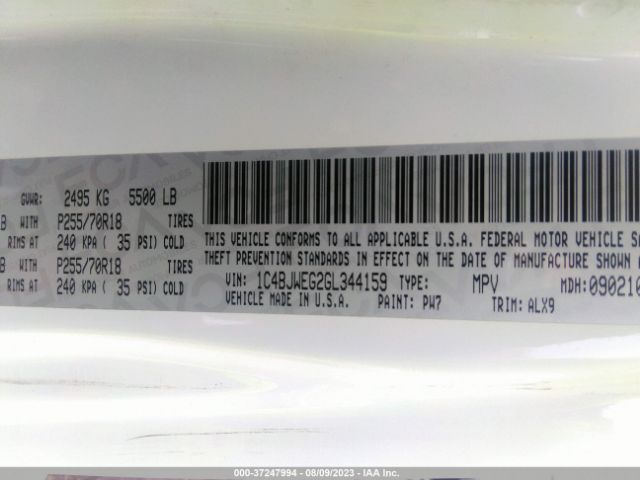 GVWR: 2495 KG 5500 LB
B WITH P255/70R18 TIRES
RIMS AT 240 KPA ( 35 PSI) COLD
B WITH P255/70R18 TIRES
RIMS AT 240 KPA ( 35 PSI) COLD
THIS VEHICLE CONFORMS TO ALL APPLICABLE U.S.A. FEDERAL MOTOR VEHICLE SA
THEFT PREVENTION STANDARDS IN EFFECT ON THE DATE OF MANUFACTURE SHOWN A
VIN: 1C4BJWEG2GL344159 TYPE: MPV MDH:090210
VEHICLE MADE IN U.S.A. PAINT: PW7 TRIM: ALX9
000-37247994 - 08/09/2023 - IAA Inc.